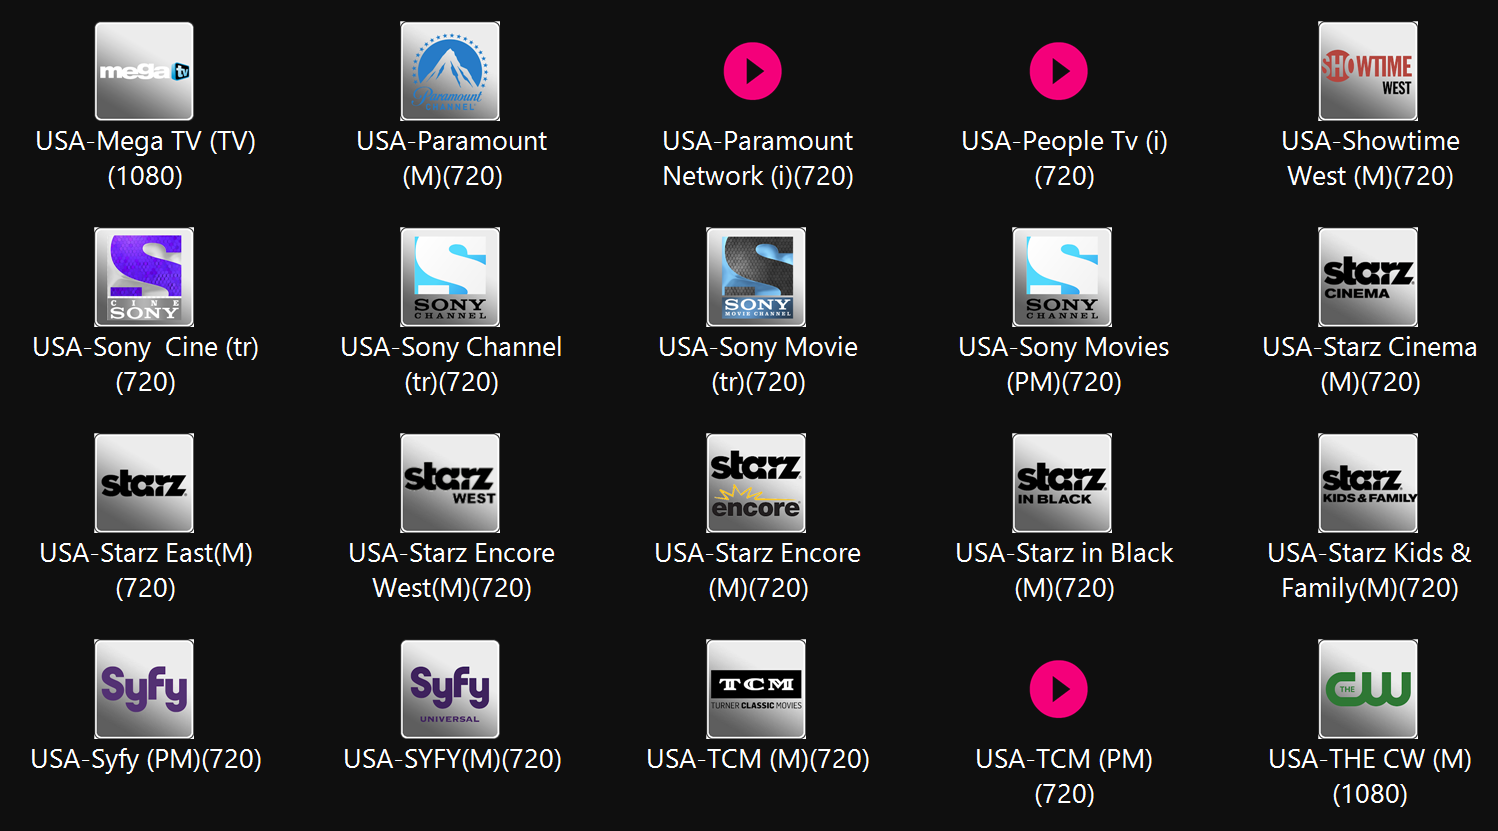 mega tv
Paramount
CHANNEL
SHOWTIME
WEST
USA-Mega TV (TV)
(1080)
USA-Paramount
(M)(720)
USA-Paramount
Network (i)(720)
USA-People Tv (i)
(720)
USA-Showtime
West (M)(720)
CINE
SONY
SONY
CHANNEL
SONY
MOVIE CHANNEL
SONY
CHANNEL
starz
CINEMA
USA-Sony  Cine (tr)
(720)
USA-Sony Channel
(tr)(720)
USA-Sony Movie
(tr)(720)
USA-Sony Movies
(PM)(720)
USA-Starz Cinema
(M)(720)
starz
starz
WEST
starz
encore
starz
IN BLACK
starz
KIDS & FAMILY
USA-Starz East(M)
(720)
USA-Starz Encore
West(M)(720)
USA-Starz Encore
(M)(720)
USA-Starz in Black
(M)(720)
USA-Starz Kids &
Family(M)(720)
Syfy
Syfy
UNIVERSAL
TCM
TURNER CLASSIC MOVIES
THE CW
USA-Syfy (PM)(720)
USA-SYFY(M)(720)
USA-TCM (M)(720)
USA-TCM (PM)
(720)
USA-THE CW (M)
(1080)